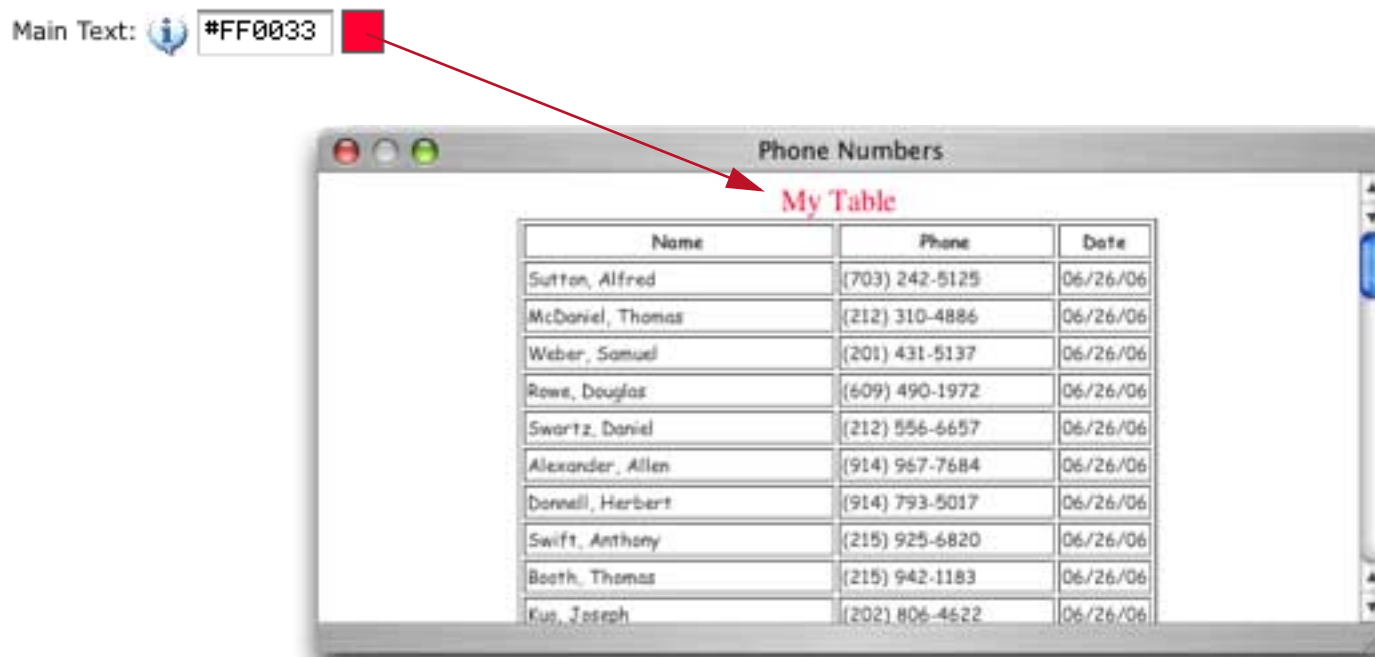 Main Text: #FF0033
Phone Numbers
My Table
Name Phone Date
Sutton, Alfred (703) 242-5125 06/26/06
McDaniel, Thomas (212) 310-4886 06/26/06
Weber, Samuel (201) 431-5137 06/26/06
Rowe, Douglas (609) 490-1972 06/26/06
Swartz, Daniel (212) 556-6657 06/26/06
Alexander, Allen (914) 967-7684 06/26/06
Donnell, Herbert (914) 793-5017 06/26/06
Swift, Anthony (215) 925-6820 06/26/06
Booth, Thomas (215) 942-1183 06/26/06
Kuo, Joseph (202) 806-4622 06/26/06